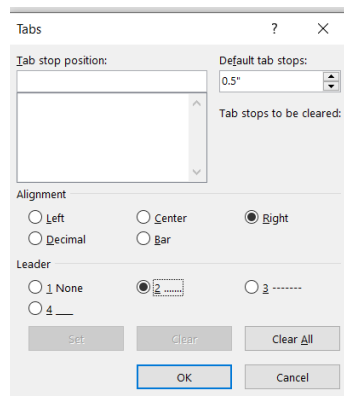 Tabs ? ×
Tab stop position: Default tab stops:
0.5"
Tab stops to be cleared:
Alignment
Left Center Right
Decimal Bar
Leader
1 None 2 ....... 3 -------
4 ___
Set Clear Clear All
OK Cancel